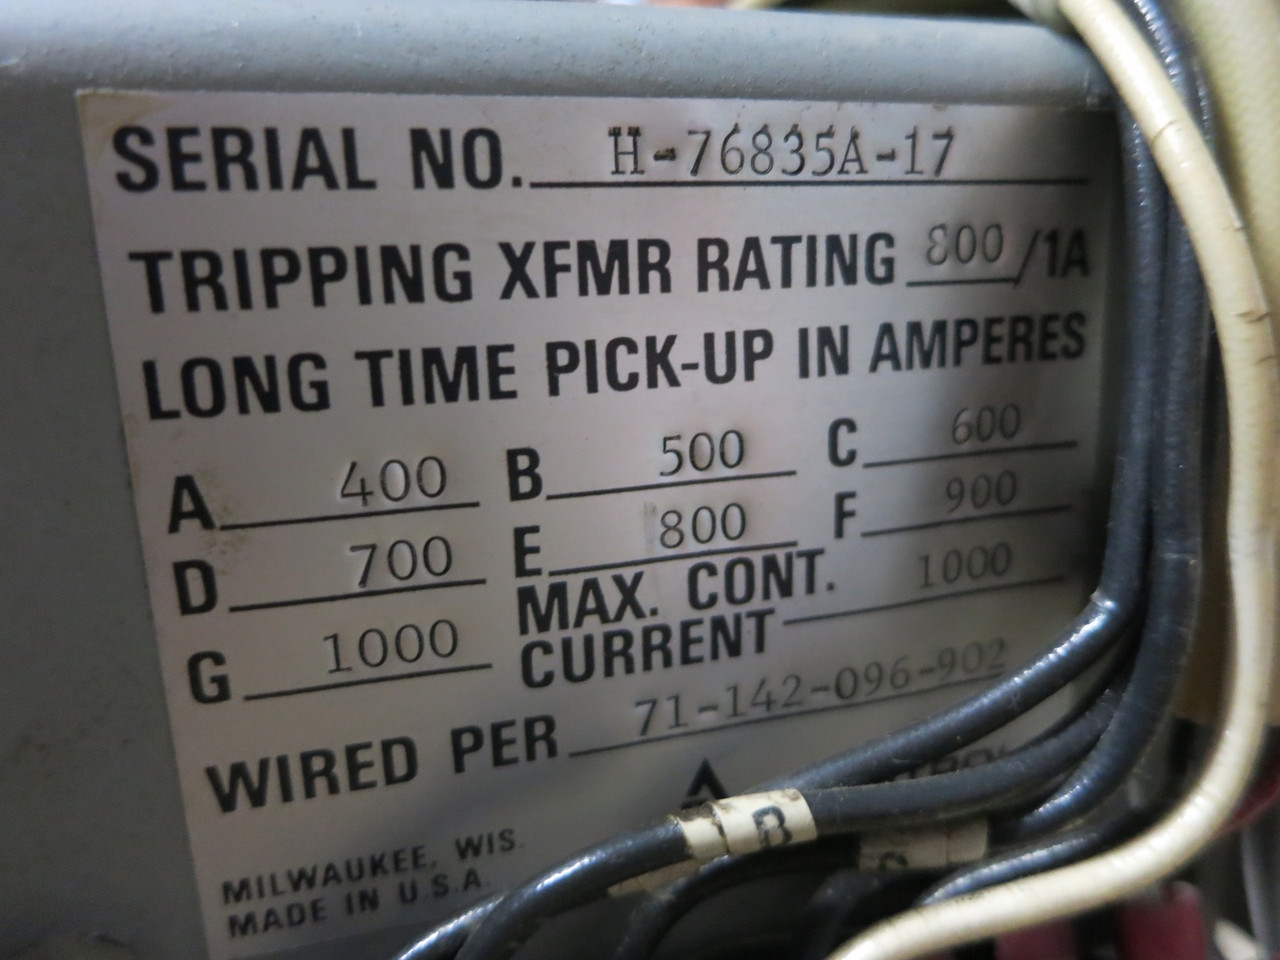 SERIAL NO. H-76835A-17
TRIPPING XFMR RATING 800/1A
LONG TIME PICK-UP IN AMPERES
A 400 B 500 C 600
D 700 E 800 F 900
G 1000 MAX. CONT. CURRENT 1000
WIRED PER 71-142-096-902
MILWAUKEE, WIS.
MADE IN U.S.A.
B